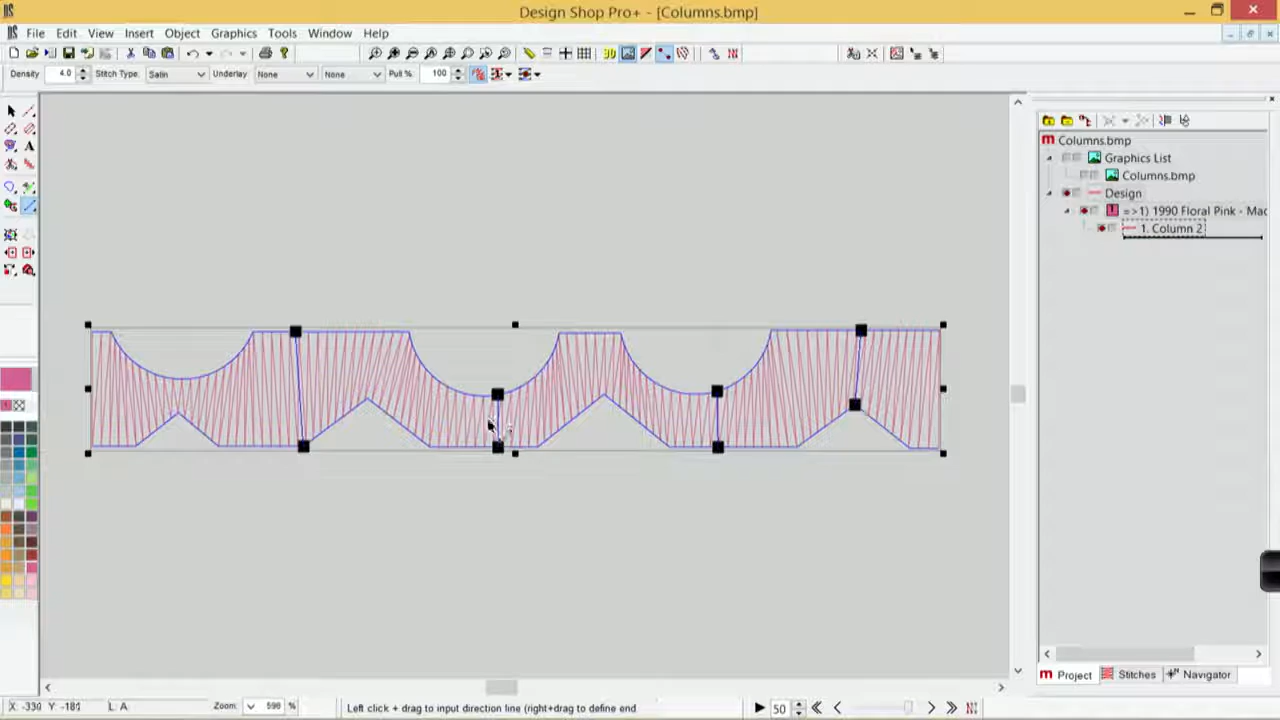 Design Shop Pro+ - [Columns.bmp]
File Edit View Insert Object Graphics Tools Window Help
3D
Density 4.0 Stitch Type: Satin Underlay None None Pull % 100
Columns.bmp
Graphics List
Columns.bmp
Design
=>1) 1990 Floral Pink - Mac
1. Column 2
A
Project Stitches Navigator
X -330 Y -181 L: A Zoom: 598 % Left click + drag to input direction line (right+drag to define end 50